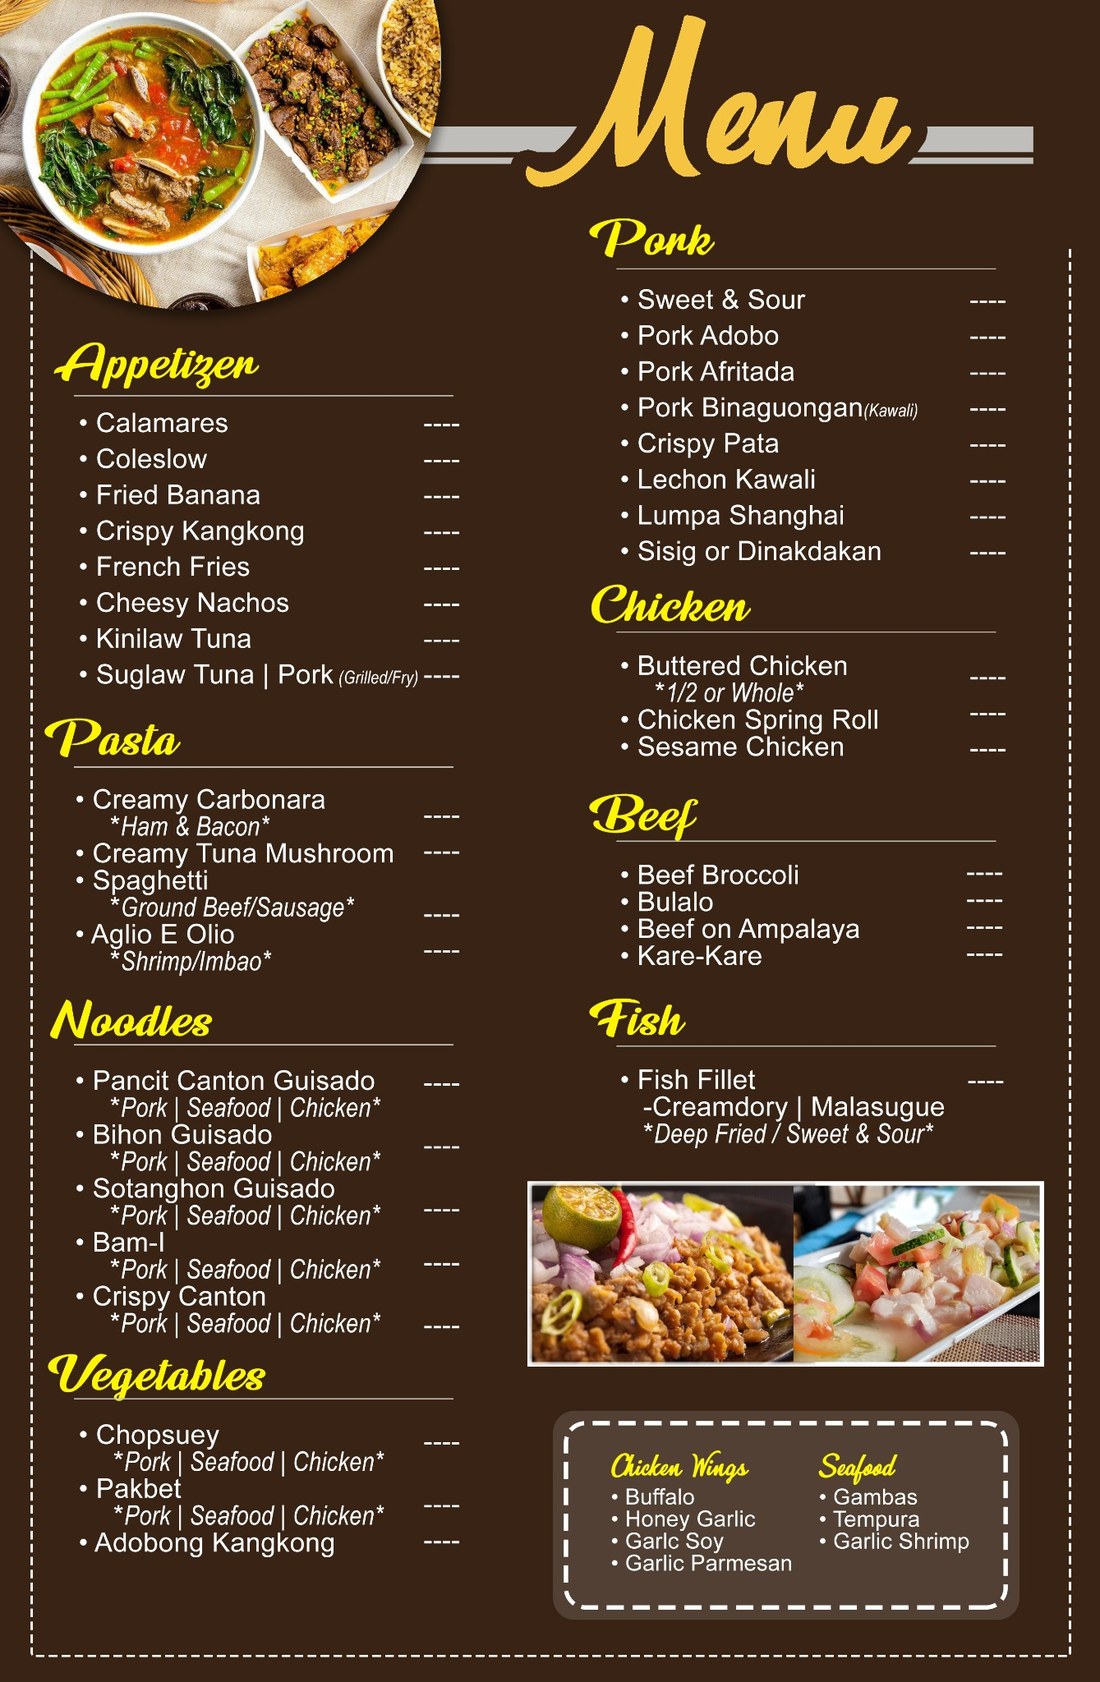 Menu
Appetizer
• Calamares ----
• Coleslow ----
• Fried Banana ----
• Crispy Kangkong ----
• French Fries ----
• Cheesy Nachos ----
• Kinilaw Tuna ----
• Suglaw Tuna | Pork (Grilled/Fry) ----
Pasta
• Creamy Carbonara
*Ham & Bacon* ----
• Creamy Tuna Mushroom ----
• Spaghetti
*Ground Beef/Sausage* ----
• Aglio E Olio
*Shrimp/Imbao* ----
Noodles
• Pancit Canton Guisado ----
*Pork | Seafood | Chicken*
• Bihon Guisado ----
*Pork | Seafood | Chicken*
• Sotanghon Guisado
*Pork | Seafood | Chicken* ----
• Bam-I
*Pork | Seafood | Chicken* ----
• Crispy Canton
*Pork | Seafood | Chicken* ----
Vegetables
• Chopsuey ----
*Pork | Seafood | Chicken*
• Pakbet
*Pork | Seafood | Chicken* ----
• Adobong Kangkong ----
Pork
• Sweet & Sour ----
• Pork Adobo ----
• Pork Afritada ----
• Pork Binaguongan(Kawali) ----
• Crispy Pata ----
• Lechon Kawali ----
• Lumpa Shanghai ----
• Sisig or Dinakdakan ----
Chicken
• Buttered Chicken ----
*1/2 or Whole*
• Chicken Spring Roll ----
• Sesame Chicken ----
Beef
• Beef Broccoli ----
• Bulalo ----
• Beef on Ampalaya ----
• Kare-Kare ----
Fish
• Fish Fillet ----
-Creamdory | Malasugue
*Deep Fried / Sweet & Sour*
Chicken Wings
• Buffalo
• Honey Garlic
• Garlc Soy
• Garlic Parmesan
Seafood
• Gambas
• Tempura
• Garlic Shrimp